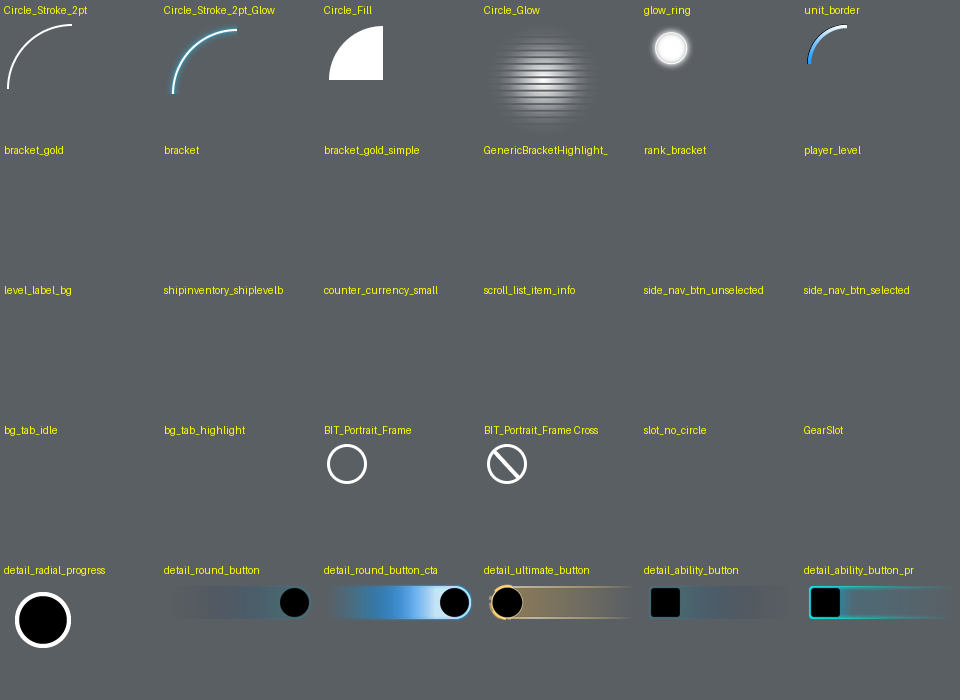 Circle_Stroke_2pt
Circle_Stroke_2pt_Glow
Circle_Fill
Circle_Glow
glow_ring
unit_border
bracket_gold
bracket
bracket_gold_simple
GenericBracketHighlight_
rank_bracket
player_level
level_label_bg
shipinventory_shiplevelb
counter_currency_small
scroll_list_item_info
side_nav_btn_unselected
side_nav_btn_selected
bg_tab_idle
bg_tab_highlight
BIT_Portrait_Frame
BIT_Portrait_Frame Cross
slot_no_circle
GearSlot
detail_radial_progress
detail_round_button
detail_round_button_cta
detail_ultimate_button
detail_ability_button
detail_ability_button_pr